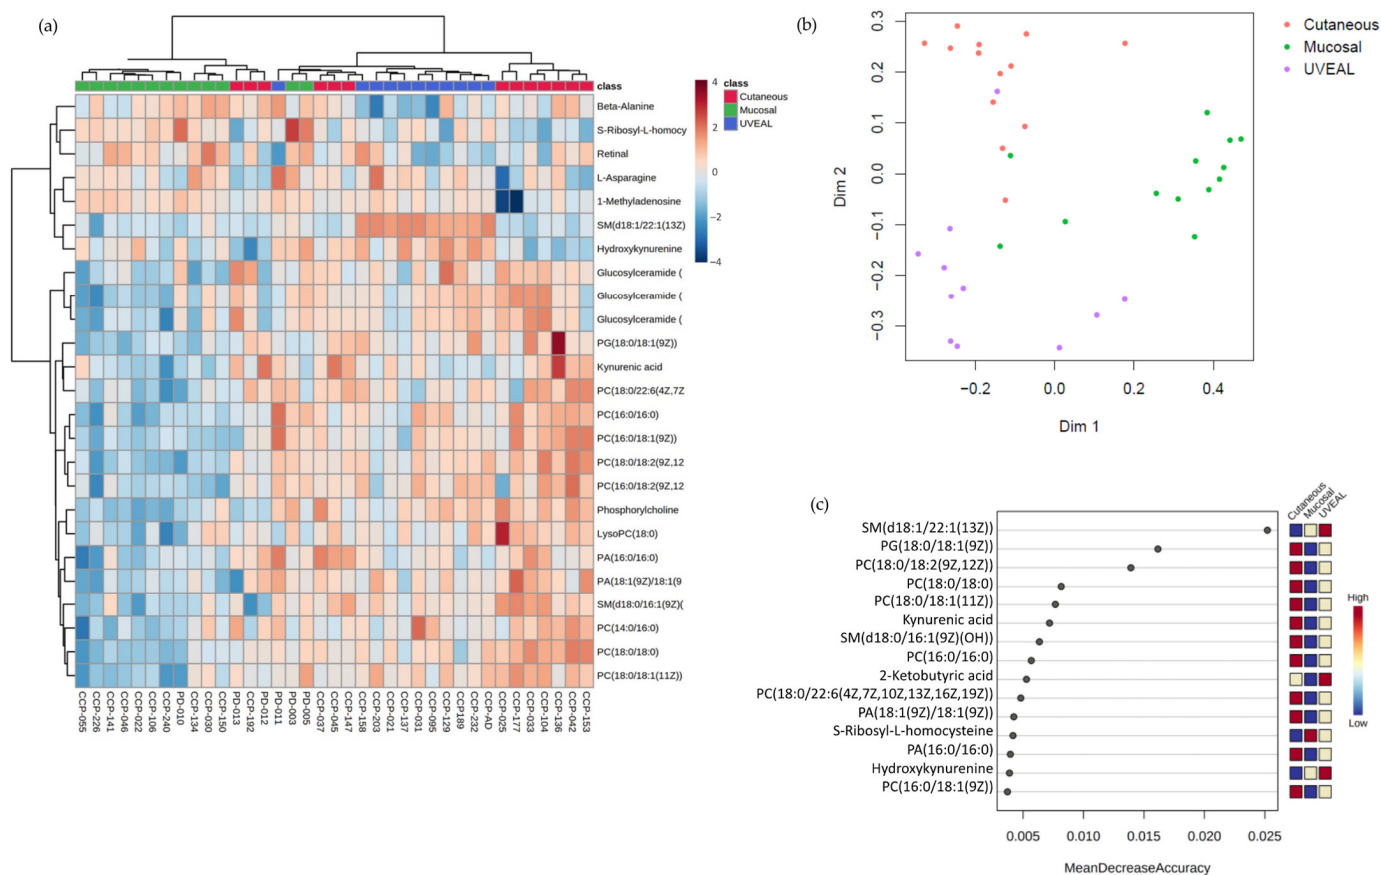 (a)
class
4
2
0
−2
−4
class
Cutaneous
Mucosal
UVEAL
Beta-Alanine
S-Ribosyl-L-homocy
Retinal
L-Asparagine
1-Methyladenosine
SM(d18:1/22:1(13Z)
Hydroxykynurenine
Glucosylceramide (
Glucosylceramide (
Glucosylceramide (
PG(18:0/18:1(9Z))
Kynurenic acid
PC(18:0/22:6(4Z,7Z
PC(16:0/16:0)
PC(16:0/18:1(9Z))
PC(18:0/18:2(9Z,12
PC(16:0/18:2(9Z,12
Phosphorylcholine
LysoPC(18:0)
PA(16:0/16:0)
PA(18:1(9Z)/18:1(9
SM(d18:0/16:1(9Z)(
PC(14:0/16:0)
PC(18:0/18:0)
PC(18:0/18:1(11Z))
CCP-055
CCP-226
CCP-141
CCP-046
CCP-022
CCP-106
CCP-240
PD-010
CCP-134
CCP-030
CCP-150
PD-013
CCP-192
PD-012
PD-011
PD-003
PD-005
CCP-037
CCP-045
CCP-147
CCP-158
CCP-203
CCP-021
CCP-137
CCP-031
CCP-095
CCP-129
CCP-189
CCP-232
CCP-AD
CCP-025
CCP-177
CCP-033
CCP-104
CCP-136
CCP-042
CCP-153
(b)
0.3
0.2
0.1
0.0
−0.1
−0.2
−0.3
Dim 2
−0.2
0.0
0.2
0.4
Dim 1
Cutaneous
Mucosal
UVEAL
(c)
Cutaneous
Mucosal
UVEAL
SM(d18:1/22:1(13Z))
PG(18:0/18:1(9Z))
PC(18:0/18:2(9Z,12Z))
PC(18:0/18:0)
PC(18:0/18:1(11Z))
Kynurenic acid
SM(d18:0/16:1(9Z)(OH))
PC(16:0/16:0)
2-Ketobutyric acid
PC(18:0/22:6(4Z,7Z,10Z,13Z,16Z,19Z))
PA(18:1(9Z)/18:1(9Z))
S-Ribosyl-L-homocysteine
PA(16:0/16:0)
Hydroxykynurenine
PC(16:0/18:1(9Z))
High
Low
0.005
0.010
0.015
0.020
0.025
MeanDecreaseAccuracy